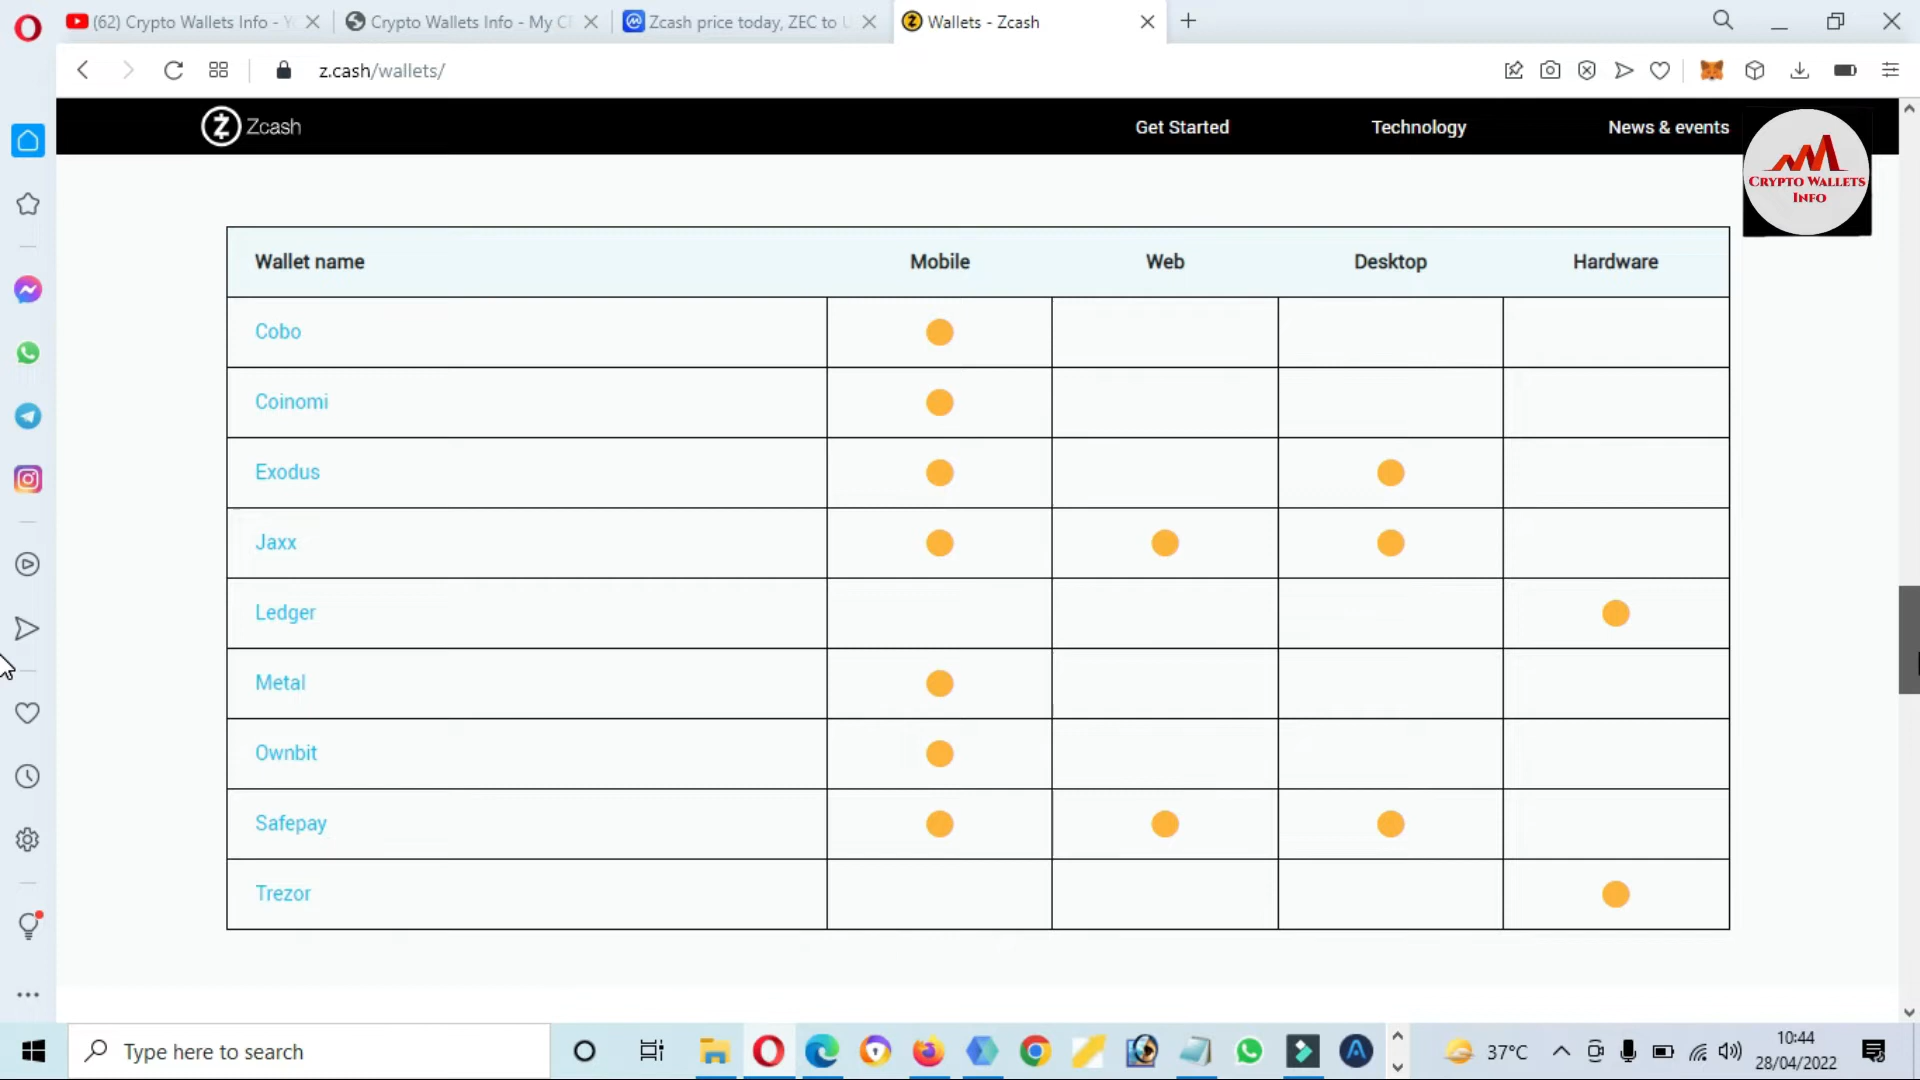 (62) Crypto Wallets Info - Y
Crypto Wallets Info - My C
Zcash price today, ZEC to U
Wallets - Zcash
z.cash/wallets/
Zcash
Get Started
Technology
News & events
CRYPTO WALLETS
INFO
Wallet name Mobile Web Desktop Hardware
Cobo
Coinomi
Exodus
Jaxx
Ledger
Metal
Ownbit
Safepay
Trezor
Type here to search
37°C
10:44
28/04/2022